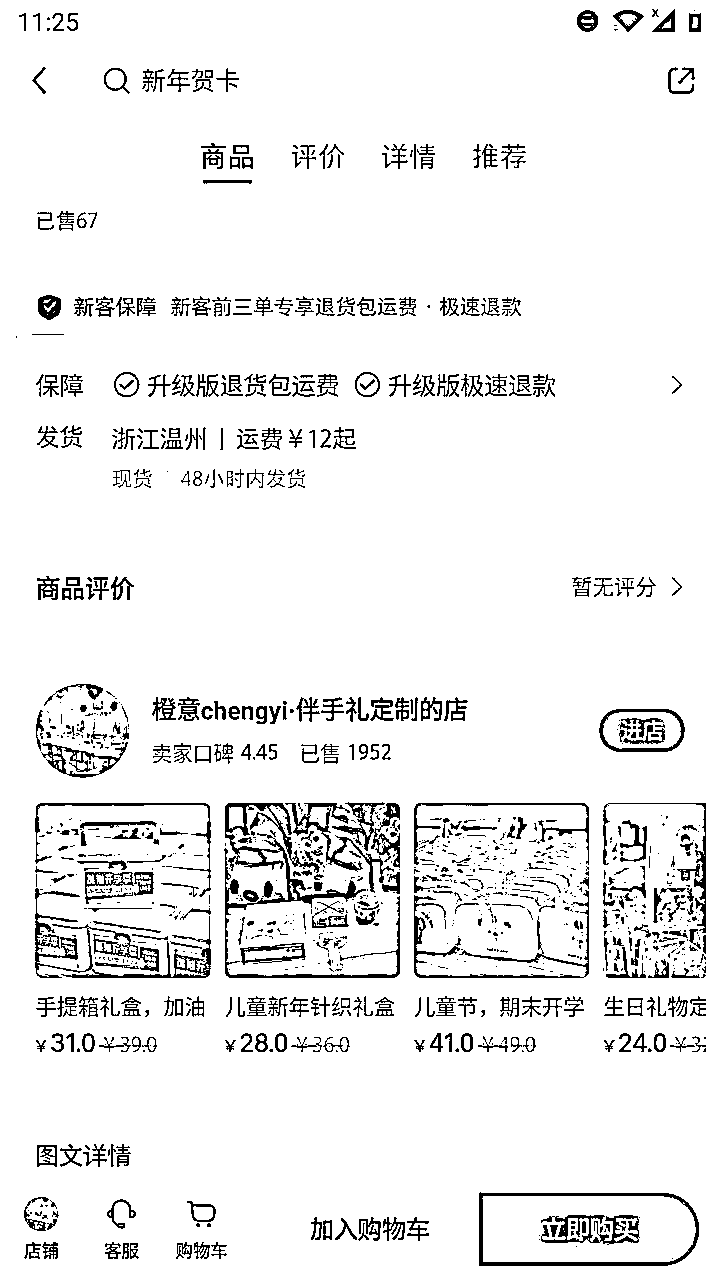 11:25
新年贺卡
商品 评价 详情 推荐
已售67
新客保障 新客前三单专享退货包运费 · 极速退款
保障 升级版退货包运费 升级版极速退款
发货 浙江温州 | 运费￥12起
现货 · 48小时内发货
商品评价 暂无评分
橙意chengyi·伴手礼定制的店
卖家口碑 4.45 已售 1952
进店
手提箱礼盒，加油 儿童新年针织礼盒 儿童节，期末开学 生日礼物定
￥31.0 ￥39.0 ￥28.0 ￥36.0 ￥41.0 ￥49.0 ￥24.0
图文详情
加入购物车 立即购买
店铺 客服 购物车